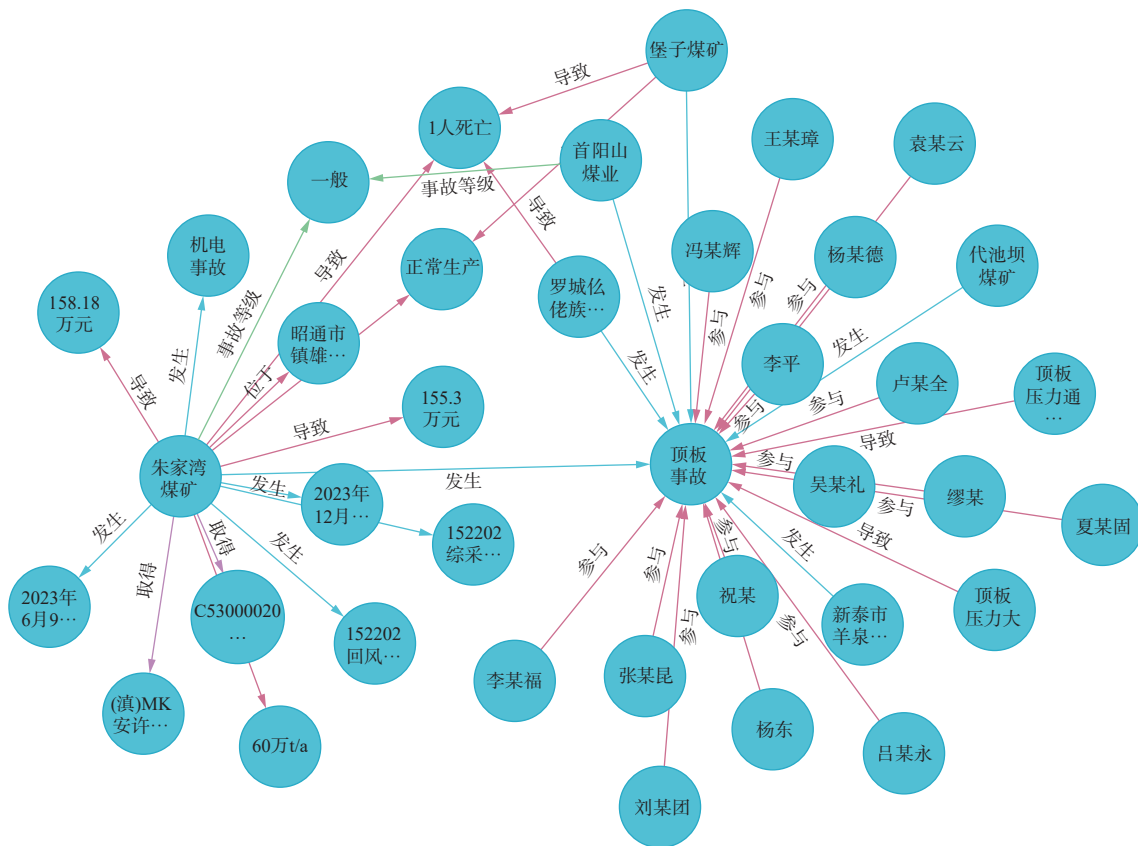 堡子煤矿
导致
1人死亡
王某璋
首阳山
煤业
袁某云
一般
事故等级
导致
机电
事故
冯某辉
杨某德
代池坝
煤矿
正常生产
导致
罗城仫
佬族…
参与
参与
参与
158.18
万元
发生
事故等级
昭通市
镇雄…
发生
发生
发生
李平
位于
导致
155.3
万元
卢某全
顶板
压力通
…
参与
参与
导致
导致
朱家湾
煤矿
发生
顶板
事故
参与
吴某礼
缪某
参与
夏某固
发生
2023年
12月…
152202
综采…
发生
取得
发生
参与
参与
参与
发生
导致
2023年
6月9…
取得
C53000020
…
152202
回风…
祝某
新泰市
羊泉…
顶板
压力大
参与
参与
李某福
张某昆
(滇)MK
安许…
60万t/a
杨东
吕某永
刘某团